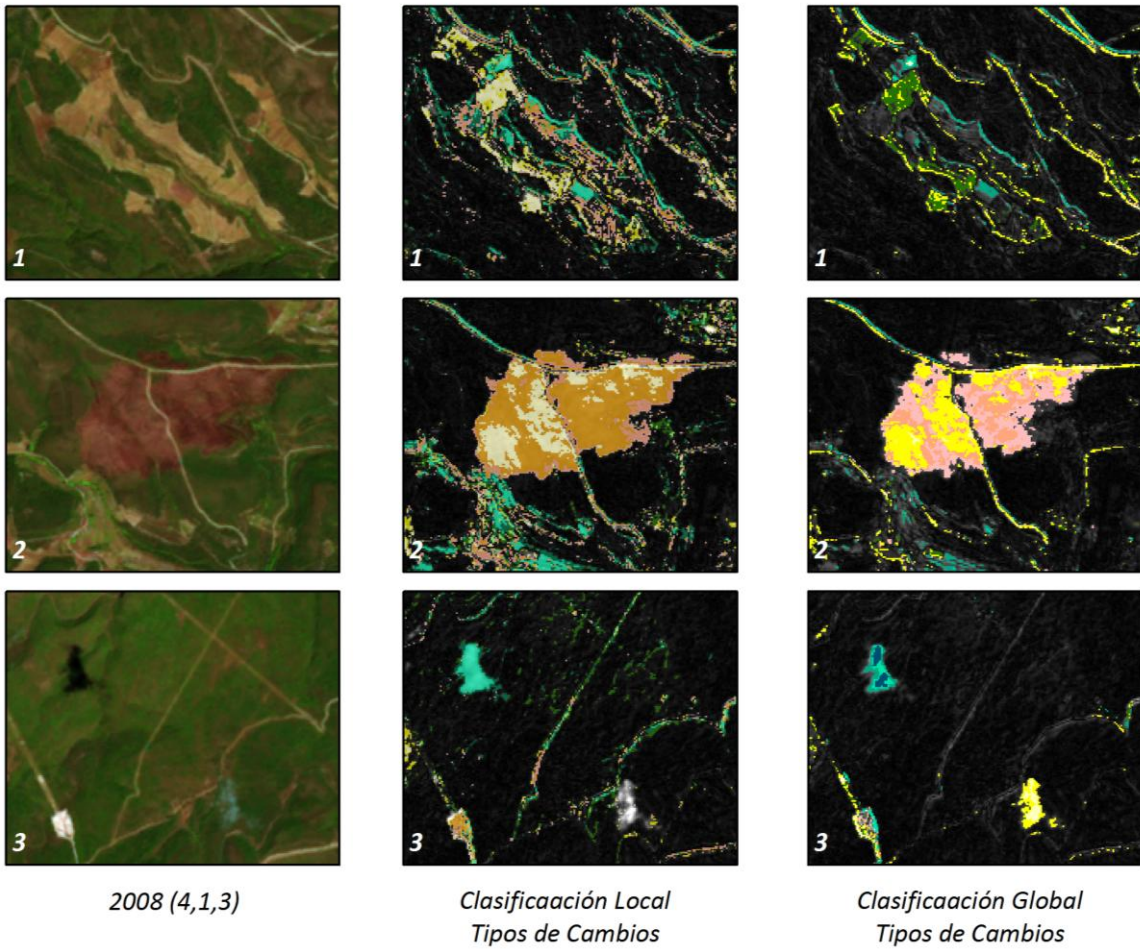 1
1
1
2
2
2
3
3
3
2008 (4,1,3)
Clasificaación Local
Tipos de Cambios
Clasificaación Global
Tipos de Cambios